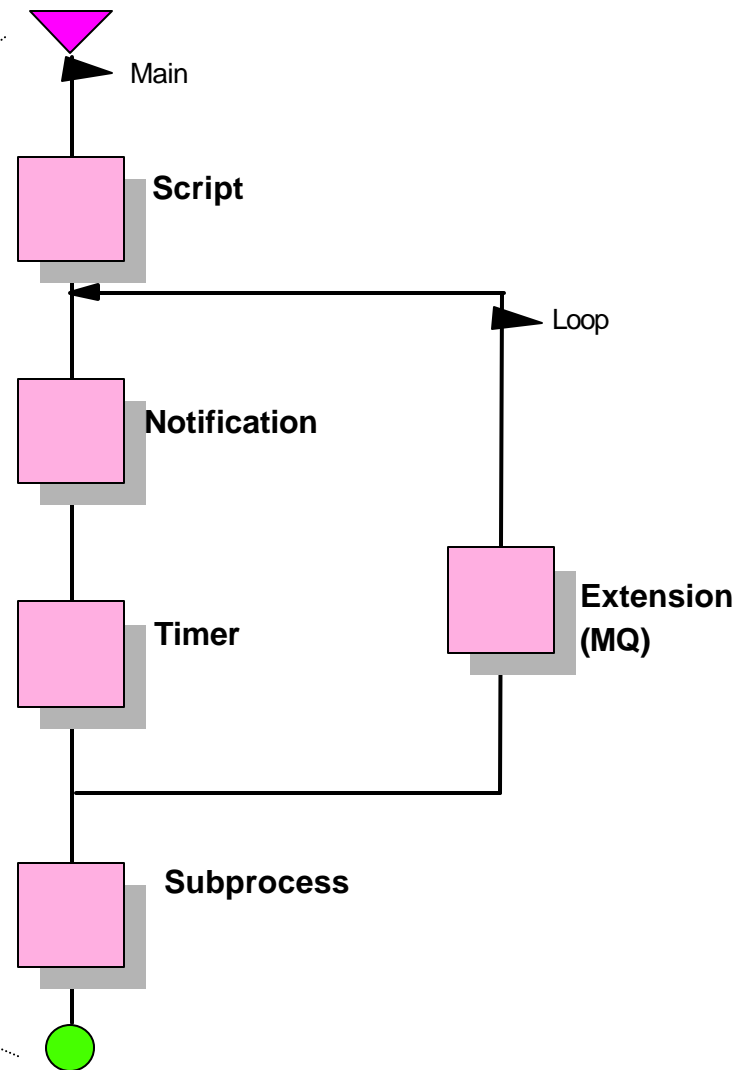 Main
Script
Loop
Notification
Extension
(MQ)
Timer
Subprocess